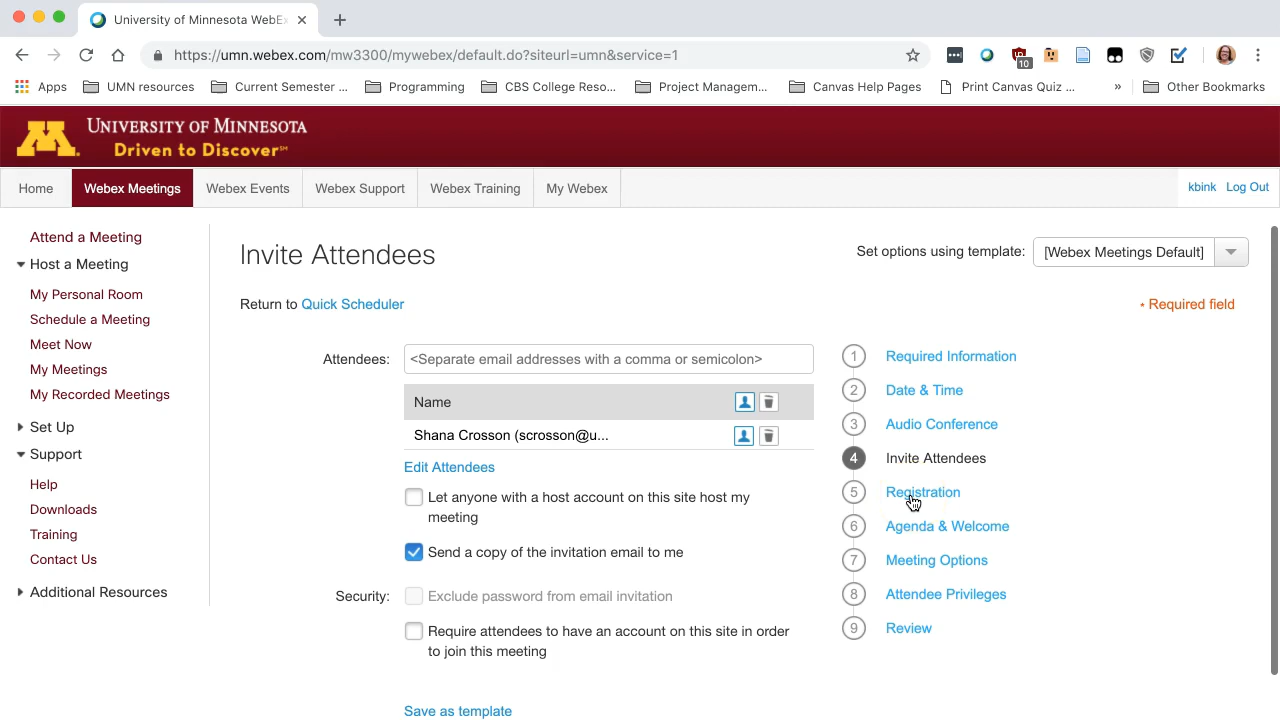 University of Minnesota WebEx
https://umn.webex.com/mw3300/mywebex/default.do?siteurl=umn&service=1
10
Apps
UMN resources
Current Semester ...
Programming
CBS College Reso...
Project Managem...
Canvas Help Pages
Print Canvas Quiz ...
»
Other Bookmarks
M
UNIVERSITY OF MINNESOTA
Driven to Discover℠
Home
Webex Meetings
Webex Events
Webex Support
Webex Training
My Webex
kbink
Log Out
Attend a Meeting
Host a Meeting
My Personal Room
Schedule a Meeting
Meet Now
My Meetings
My Recorded Meetings
Set Up
Support
Help
Downloads
Training
Contact Us
Additional Resources
Invite Attendees
Set options using template: [Webex Meetings Default]
Return to Quick Scheduler
* Required field
Attendees: <Separate email addresses with a comma or semicolon>
Name
Shana Crosson (scrosson@u...
Edit Attendees
Let anyone with a host account on this site host my
meeting
Send a copy of the invitation email to me
Security: Exclude password from email invitation
Require attendees to have an account on this site in order
to join this meeting
Save as template
1 Required Information
2 Date & Time
3 Audio Conference
4 Invite Attendees
5 Registration
6 Agenda & Welcome
7 Meeting Options
8 Attendee Privileges
9 Review